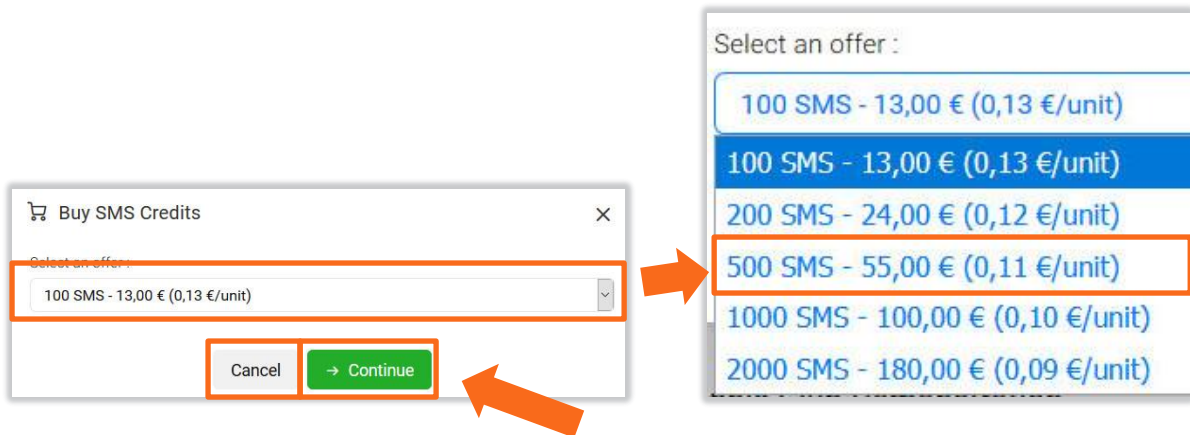 Buy SMS Credits
Select an offer :
100 SMS - 13,00 € (0,13 €/unit)
Cancel
→ Continue
Select an offer :
100 SMS - 13,00 € (0,13 €/unit)
100 SMS - 13,00 € (0,13 €/unit)
200 SMS - 24,00 € (0,12 €/unit)
500 SMS - 55,00 € (0,11 €/unit)
1000 SMS - 100,00 € (0,10 €/unit)
2000 SMS - 180,00 € (0,09 €/unit)